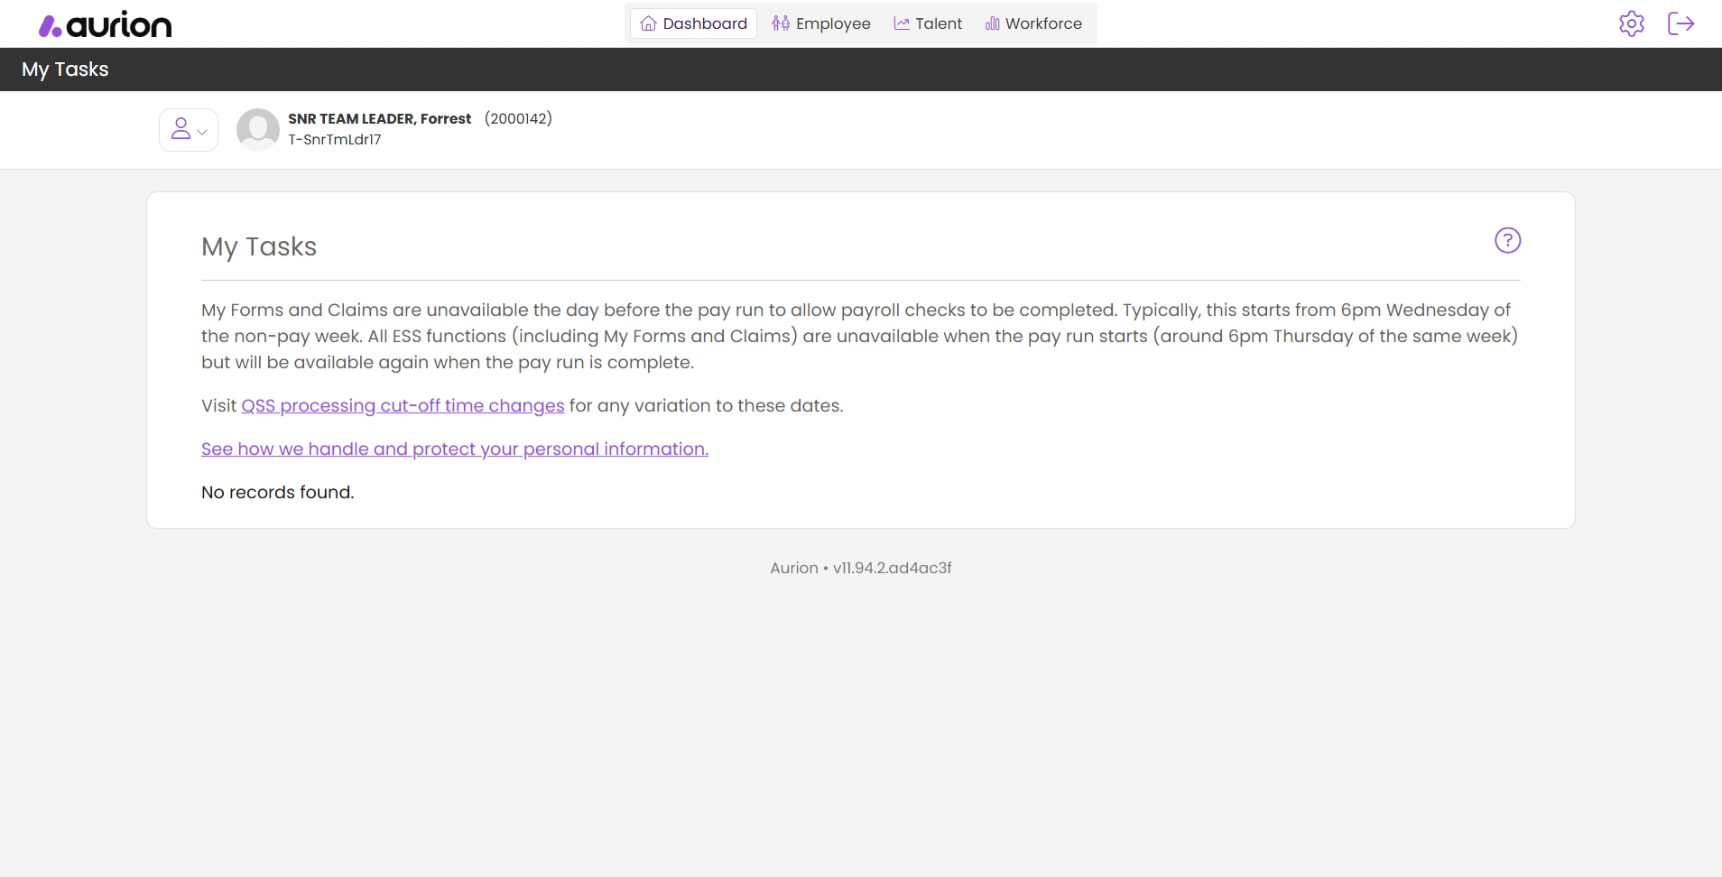 aurion
Dashboard
Employee
Talent
Workforce
My Tasks
SNR TEAM LEADER, Forrest (2000142)
T-SnrTmLdr17
My Tasks
?
My Forms and Claims are unavailable the day before the pay run to allow payroll checks to be completed. Typically, this starts from 6pm Wednesday of
the non-pay week. All ESS functions (including My Forms and Claims) are unavailable when the pay run starts (around 6pm Thursday of the same week)
but will be available again when the pay run is complete.
Visit QSS processing cut-off time changes for any variation to these dates.
See how we handle and protect your personal information.
No records found.
Aurion • v11.94.2.ad4ac3f